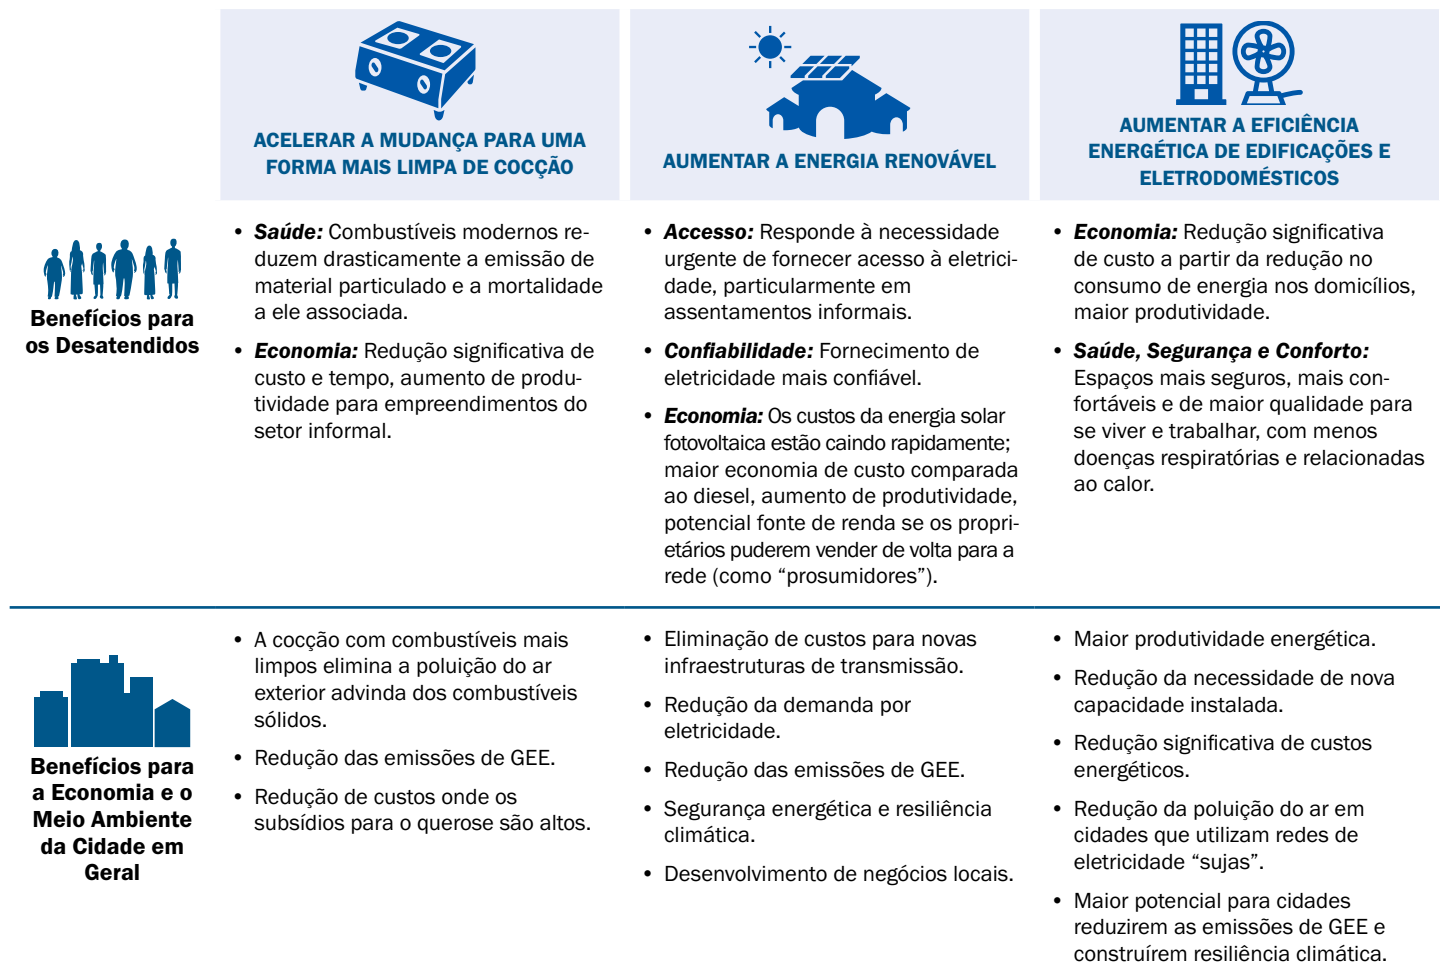 ACELERAR A MUDANÇA PARA UMA
FORMA MAIS LIMPA DE COCÇÃO
AUMENTAR A ENERGIA RENOVÁVEL
AUMENTAR A EFICIÊNCIA
ENERGÉTICA DE EDIFICAÇÕES E
ELETRODOMÉSTICOS
Benefícios para
os Desatendidos
• Saúde: Combustíveis modernos re-
duzem drasticamente a emissão de
material particulado e a mortalidade
a ele associada.
• Economia: Redução significativa de
custo e tempo, aumento de produ-
tividade para empreendimentos do
setor informal.
• Accesso: Responde à necessidade
urgente de fornecer acesso à eletrici-
dade, particularmente em
assentamentos informais.
• Confiabilidade: Fornecimento de
eletricidade mais confiável.
• Economia: Os custos da energia solar
fotovoltaica estão caindo rapidamente;
maior economia de custo comparada
ao diesel, aumento de produtividade,
potencial fonte de renda se os propri-
etários puderem vender de volta para a
rede (como “prosumidores”).
• Economia: Redução significativa
de custo a partir da redução no
consumo de energia nos domicílios,
maior produtividade.
• Saúde, Segurança e Conforto:
Espaços mais seguros, mais con-
fortáveis e de maior qualidade para
se viver e trabalhar, com menos
doenças respiratórias e relacionadas
ao calor.
Benefícios para
a Economia e o
Meio Ambiente
da Cidade em
Geral
• A cocção com combustíveis mais
limpos elimina a poluição do ar
exterior advinda dos combustíveis
sólidos.
• Redução das emissões de GEE.
• Redução de custos onde os
subsídios para o querose são altos.
• Eliminação de custos para novas
infraestruturas de transmissão.
• Redução da demanda por
eletricidade.
• Redução das emissões de GEE.
• Segurança energética e resiliência
climática.
• Desenvolvimento de negócios locais.
• Maior produtividade energética.
• Redução da necessidade de nova
capacidade instalada.
• Redução significativa de custos
energéticos.
• Redução da poluição do ar em
cidades que utilizam redes de
eletricidade “sujas”.
• Maior potencial para cidades
reduzirem as emissões de GEE e
construírem resiliência climática.